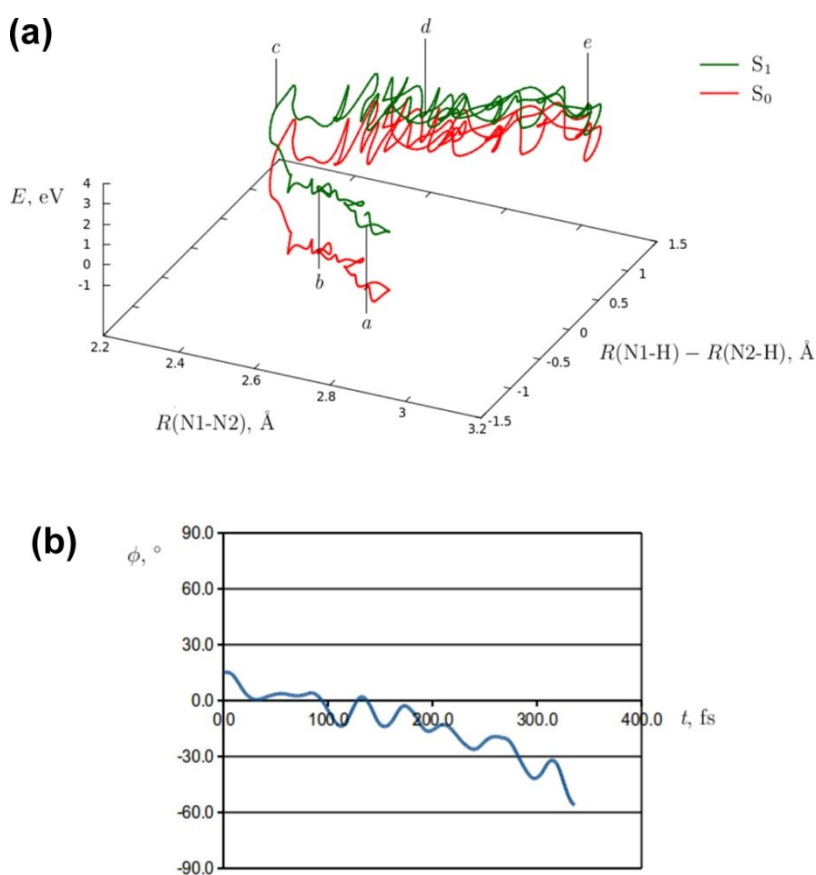 (a)
c
d
e
S₁
S₀
E, eV
4
3
2
1
0
-1
b
a
2.2
2.4
2.6
2.8
3
3.2
R(N1-N2), Å
1.5
1
0.5
0
-0.5
-1
-1.5
R(N1-H) − R(N2-H), Å
(b)
ϕ, °
90.0
60.0
30.0
0.0
-30.0
-60.0
-90.0
0.0 100.0 200.0 300.0 400.0 t, fs